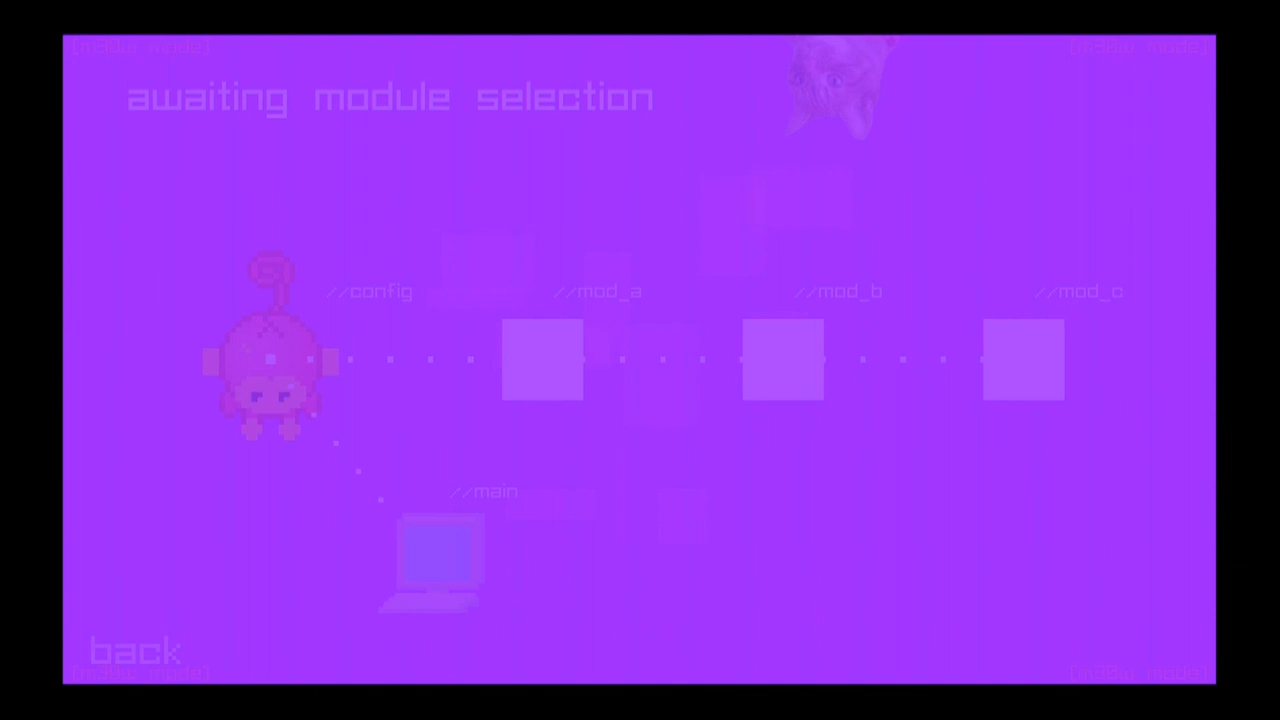 awaiting module selection
//config
//mod_a
//mod_b
//mod_c
//main
back